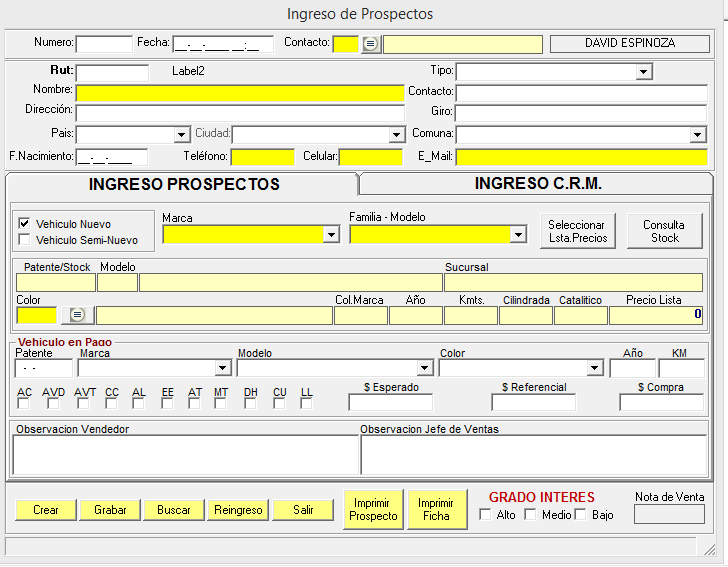 Ingreso de Prospectos
Numero: Fecha: __-__-____ __:__ Contacto: DAVID ESPINOZA
Rut: Label2 Tipo:
Nombre: Contacto:
Dirección: Giro:
Pais: Ciudad: Comuna:
F.Nacimiento: __-__-____ Teléfono: Celular: E_Mail:
INGRESO PROSPECTOS INGRESO C.R.M.
Vehiculo Nuevo Marca Familia - Modelo Seleccionar Consulta
Vehiculo Semi-Nuevo Lsta.Precios Stock
Patente/Stock Modelo Sucursal
Color Col.Marca Año Kmts. Cilindrada Catalitico Precio Lista
0
Vehiculo en Pago
Patente Marca Modelo Color Año KM
- -
AC AVD AVT CC AL EE AT MT DH CU LL $ Esperado $ Referencial $ Compra
Observacion Vendedor Observacion Jefe de Ventas
Crear Grabar Buscar Reingreso Salir Imprimir Prospecto Imprimir Ficha GRADO INTERES Nota de Venta
Alto Medio Bajo